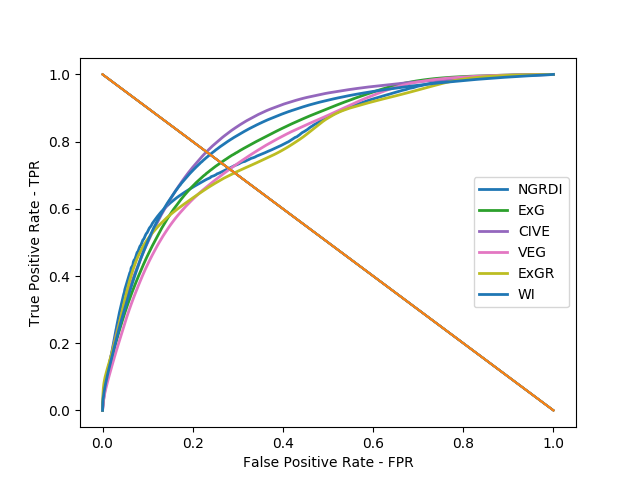 1.0
0.8
0.6
0.4
0.2
0.0
True Positive Rate - TPR
NGRDI
ExG
CIVE
VEG
ExGR
WI
0.0 0.2 0.4 0.6 0.8 1.0
False Positive Rate - FPR